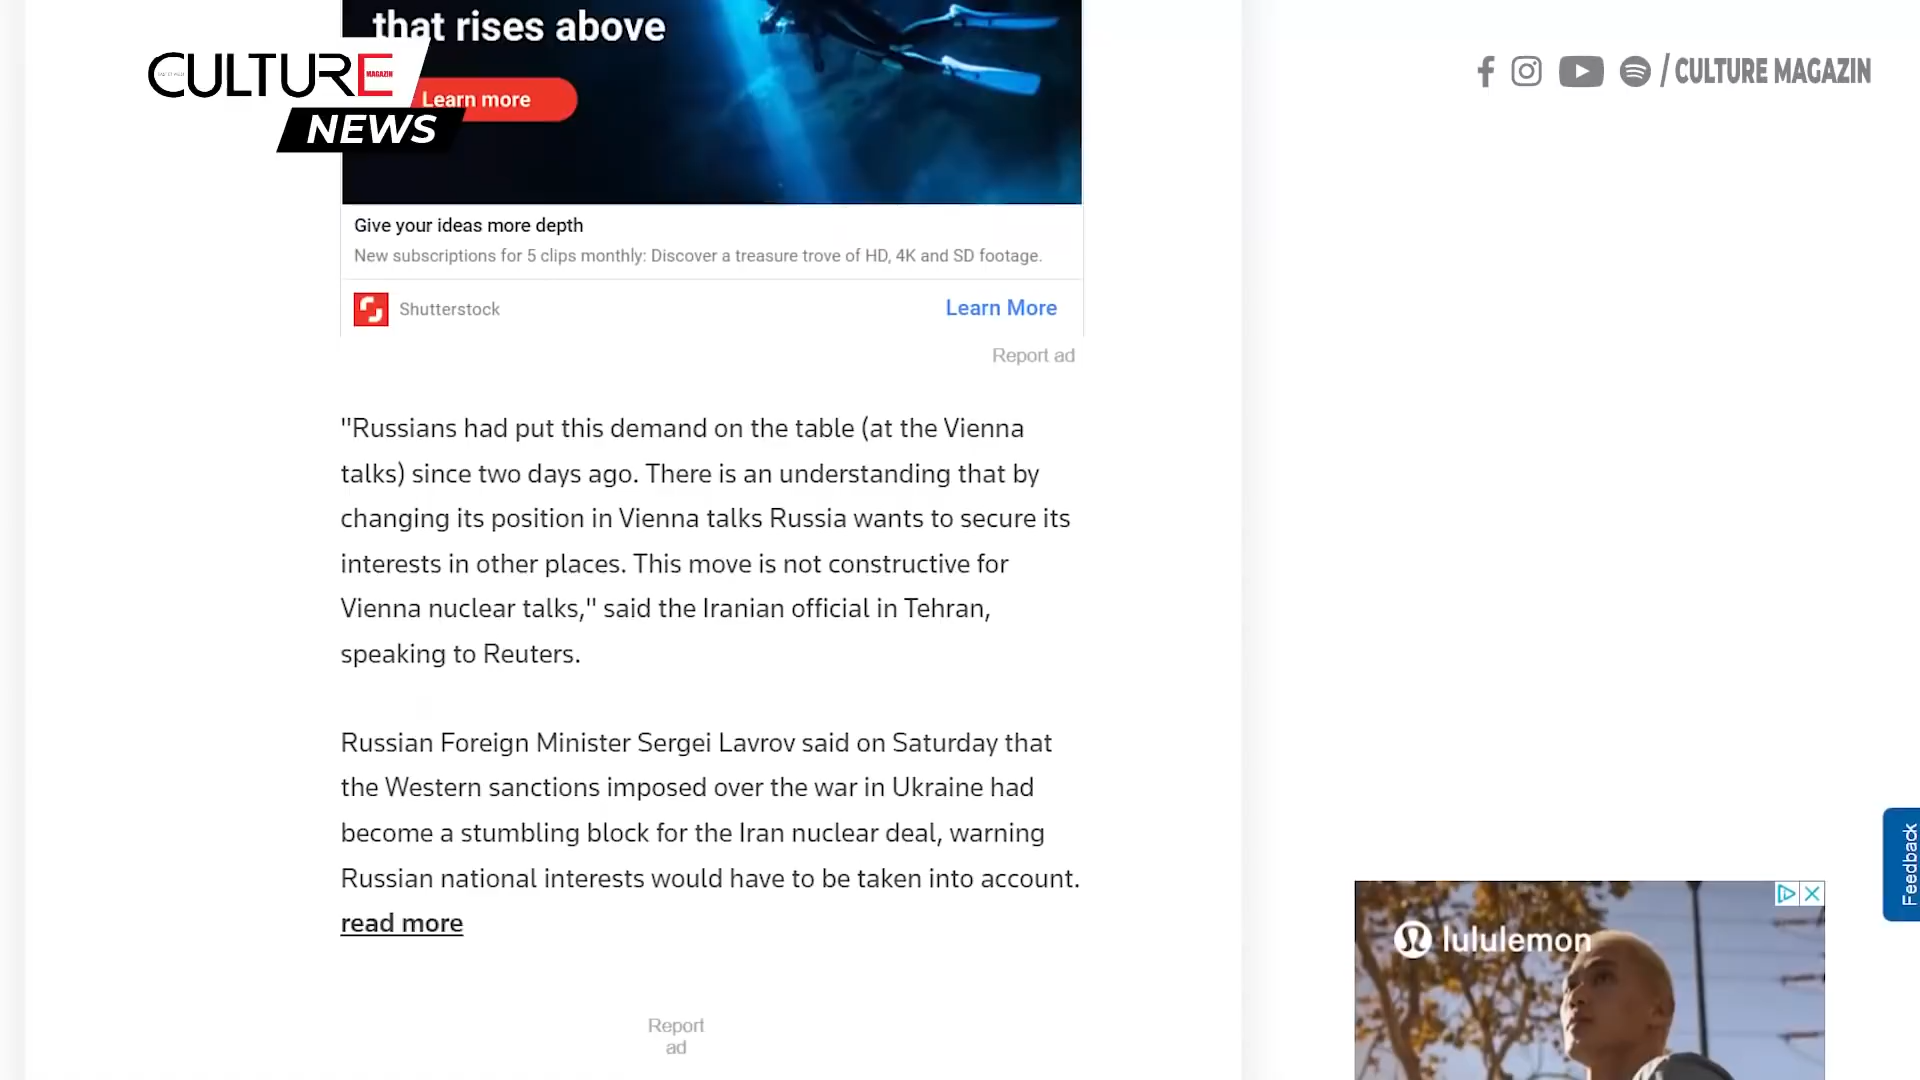 that rises above
CULTURE
MAGAZIN
NEWS
Learn more
/ CULTURE MAGAZIN
Give your ideas more depth
New subscriptions for 5 clips monthly: Discover a treasure trove of HD, 4K and SD footage.
Shutterstock
Learn More
Report ad
"Russians had put this demand on the table (at the Vienna
talks) since two days ago. There is an understanding that by
changing its position in Vienna talks Russia wants to secure its
interests in other places. This move is not constructive for
Vienna nuclear talks," said the Iranian official in Tehran,
speaking to Reuters.
Russian Foreign Minister Sergei Lavrov said on Saturday that
the Western sanctions imposed over the war in Ukraine had
become a stumbling block for the Iran nuclear deal, warning
Russian national interests would have to be taken into account.
read more
Report
ad
Feedback
lululemon